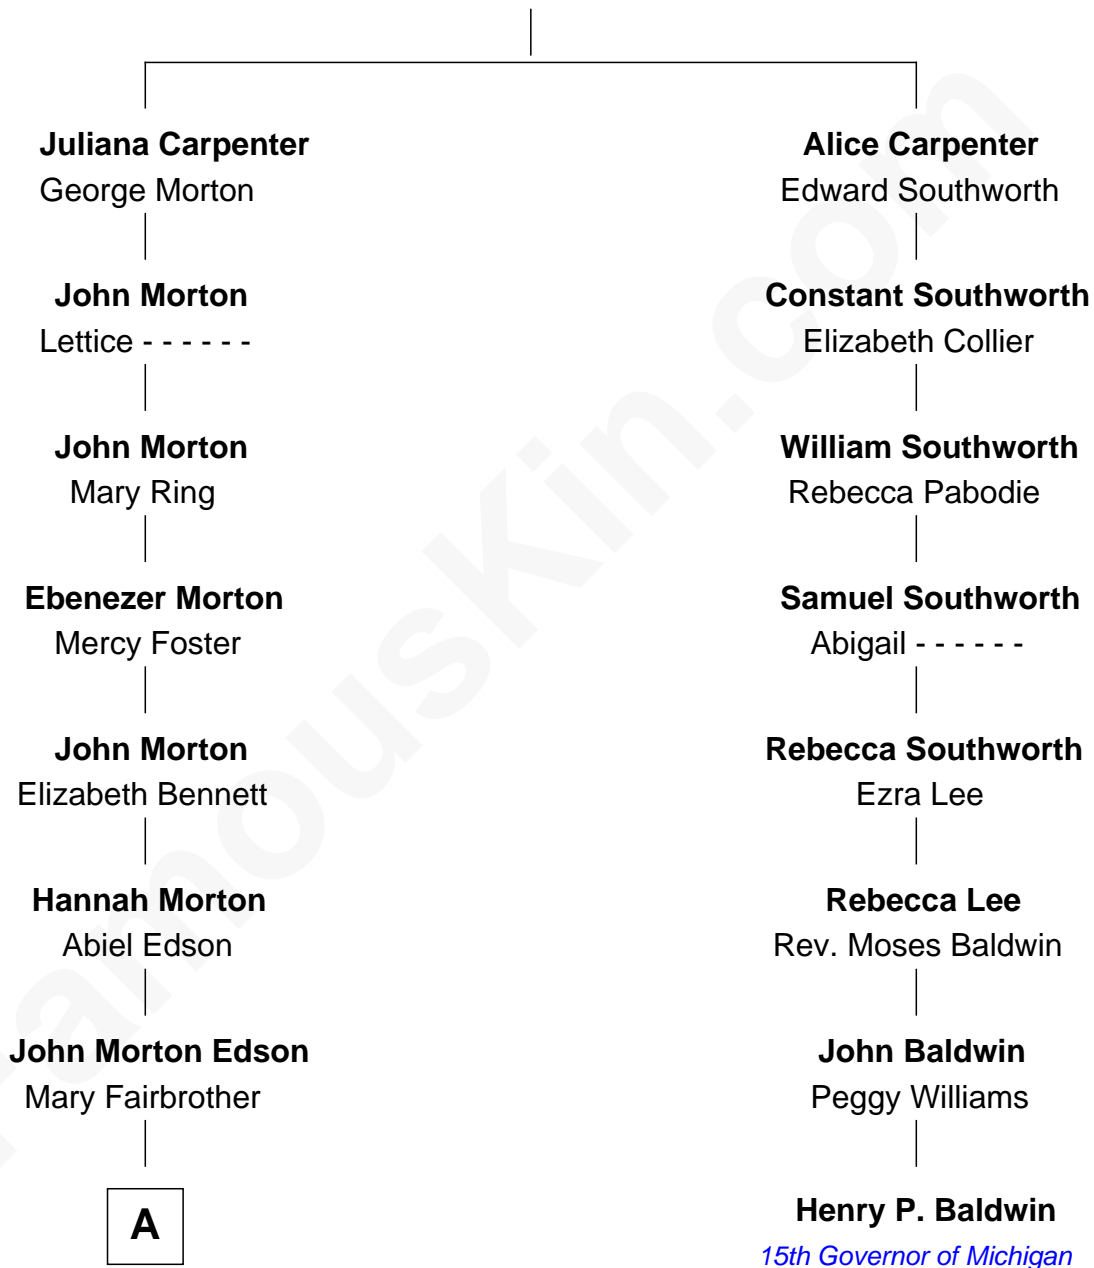 Juliana Carpenter
George Morton
Alice Carpenter
Edward Southworth
John Morton
Lettice - - - - - -
Constant Southworth
Elizabeth Collier
John Morton
Mary Ring
William Southworth
Rebecca Pabodie
Ebenezer Morton
Mercy Foster
Samuel Southworth
Abigail - - - - - -
John Morton
Elizabeth Bennett
Rebecca Southworth
Ezra Lee
Hannah Morton
Abiel Edson
Rebecca Lee
Rev. Moses Baldwin
John Morton Edson
Mary Fairbrother
John Baldwin
Peggy Williams
A
Henry P. Baldwin
15th Governor of Michigan
FamousKin.com